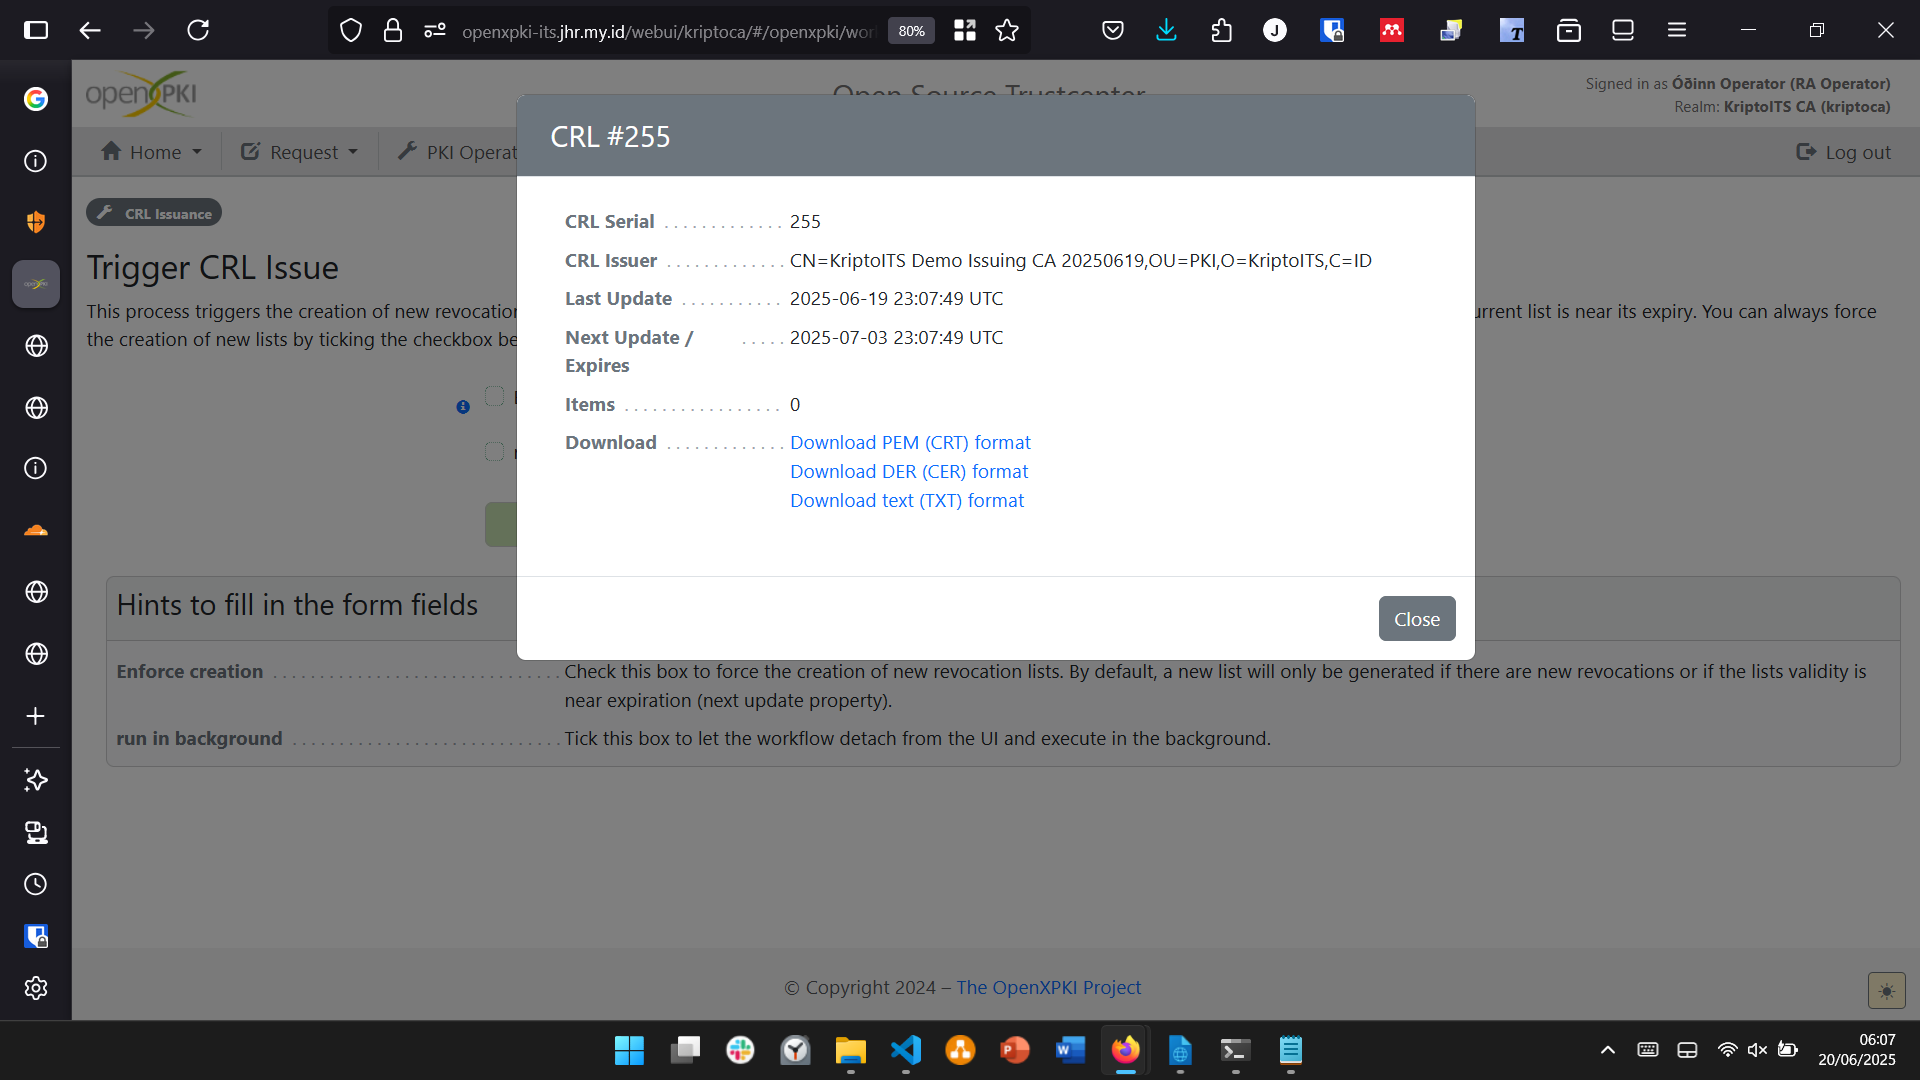 openxpki-its.jhr.my.id/webui/kriptoca/#/openxpki/wor
80%
openXPKI
Open Source Trustcenter
Signed in as Óðinn Operator (RA Operator)
Realm: KriptoITS CA (kriptoca)
Home
Request
PKI Operat
Log out
CRL Issuance
Trigger CRL Issue
This process triggers the creation of new revocation
urrent list is near its expiry. You can always force
the creation of new lists by ticking the checkbox be
CRL #255
CRL Serial 255
CRL Issuer CN=KriptoITS Demo Issuing CA 20250619,OU=PKI,O=KriptoITS,C=ID
Last Update 2025-06-19 23:07:49 UTC
Next Update / Expires 2025-07-03 23:07:49 UTC
Items 0
Download Download PEM (CRT) format
Download DER (CER) format
Download text (TXT) format
Close
Hints to fill in the form fields
Enforce creation Check this box to force the creation of new revocation lists. By default, a new list will only be generated if there are new revocations or if the lists validity is
near expiration (next update property).
run in background Tick this box to let the workflow detach from the UI and execute in the background.
© Copyright 2024 – The OpenXPKI Project
06:07
20/06/2025